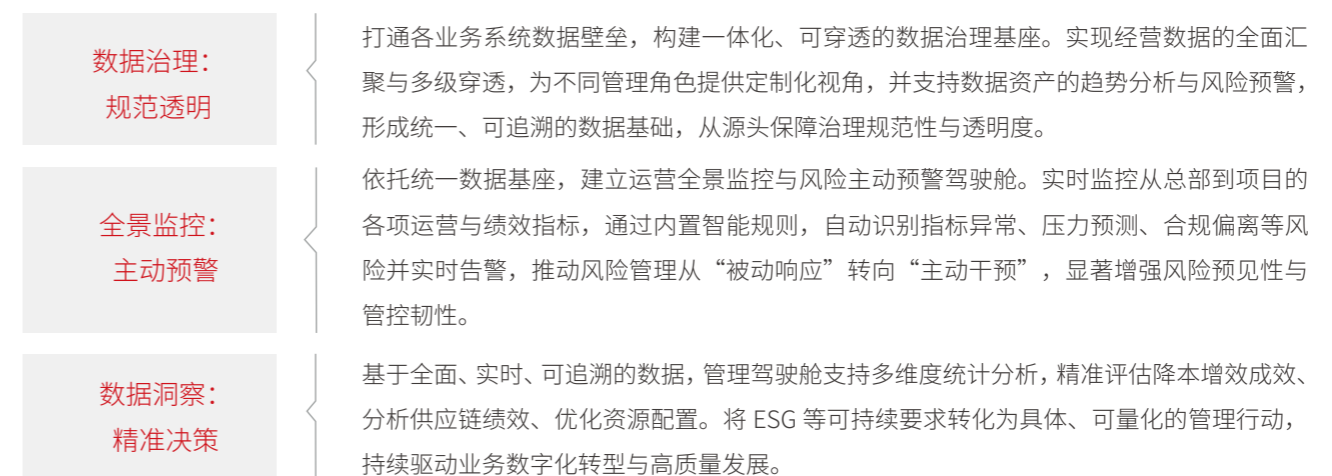 数据治理：
规范透明
打通各业务系统数据壁垒，构建一体化、可穿透的数据治理基座。实现经营数据的全面汇
聚与多级穿透，为不同管理角色提供定制化视角，并支持数据资产的趋势分析与风险预警，
形成统一、可追溯的数据基础，从源头保障治理规范性与透明度。
全景监控：
主动预警
依托统一数据基座，建立运营全景监控与风险主动预警驾驶舱。实时监控从总部到项目的
各项运营与绩效指标，通过内置智能规则，自动识别指标异常、压力预测、合规偏离等风
险并实时告警，推动风险管理从“被动响应”转向“主动干预”，显著增强风险预见性与
管控韧性。
数据洞察：
精准决策
基于全面、实时、可追溯的数据，管理驾驶舱支持多维度统计分析，精准评估降本增效成效、
分析供应链绩效、优化资源配置。将 ESG 等可持续要求转化为具体、可量化的管理行动，
持续驱动业务数字化转型与高质量发展。